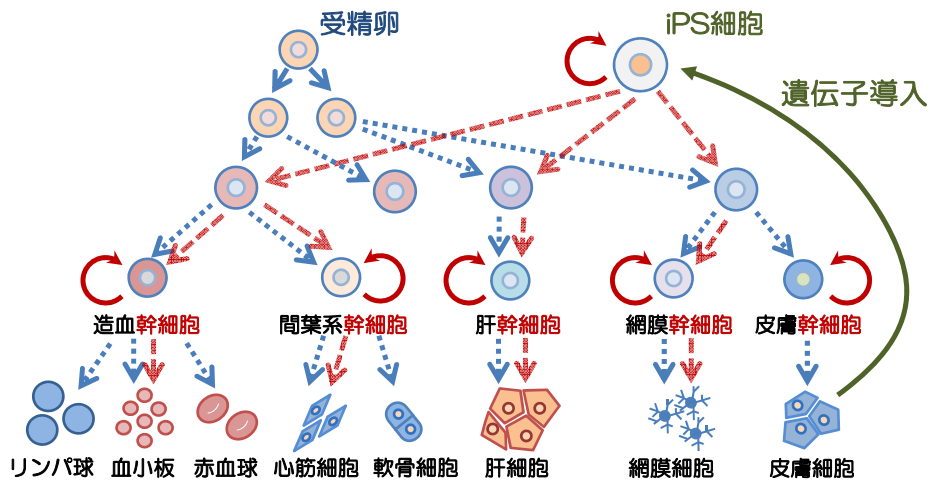 受精卵
iPS細胞
遺伝子導入
造血幹細胞
間葉系幹細胞
肝幹細胞
網膜幹細胞
皮膚幹細胞
リンパ球
血小板
赤血球
心筋細胞
軟骨細胞
肝細胞
網膜細胞
皮膚細胞